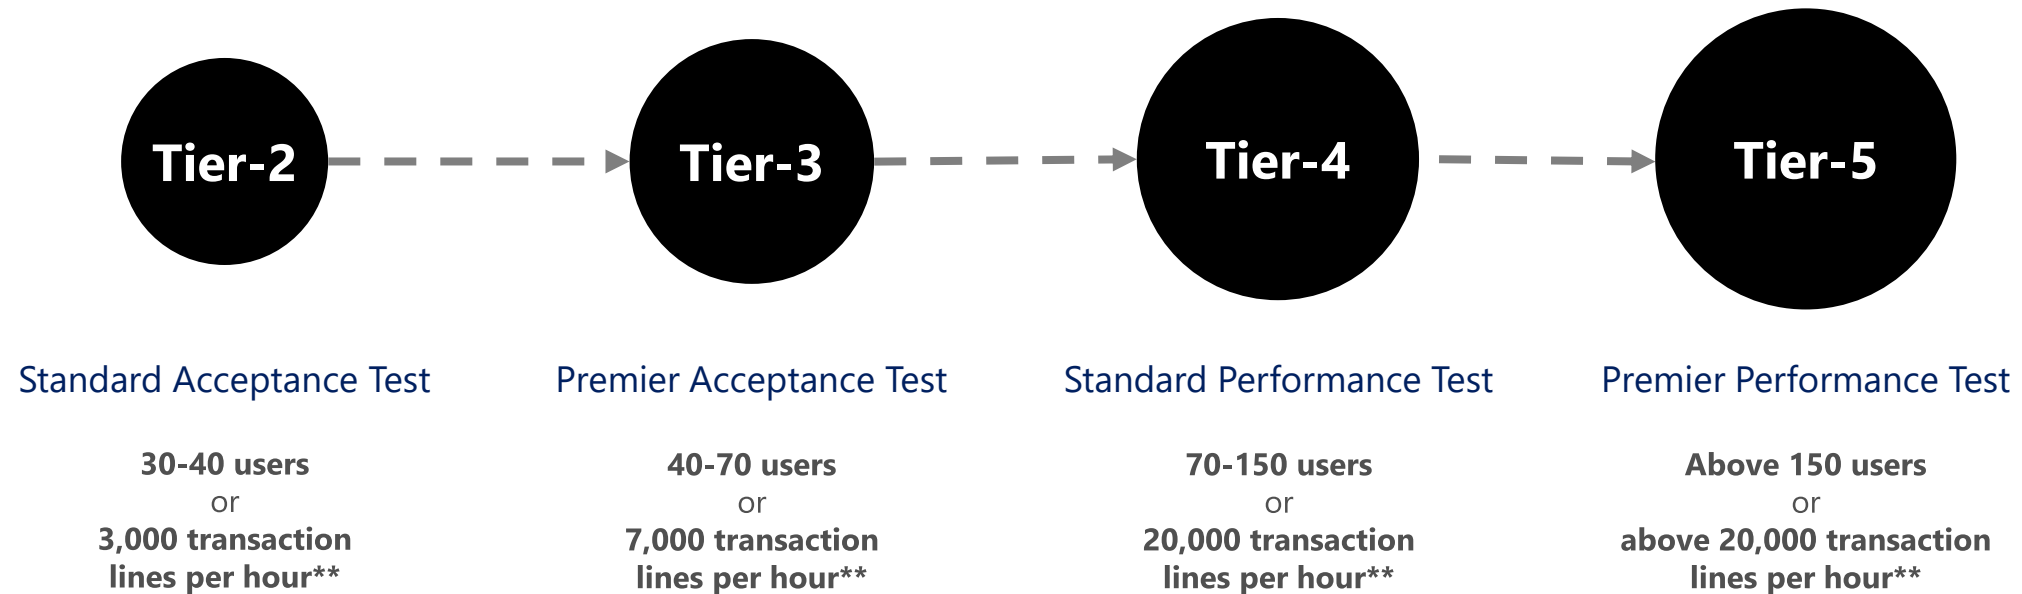 Tier-2
Tier-3
Tier-4
Tier-5
Standard Acceptance Test
Premier Acceptance Test
Standard Performance Test
Premier Performance Test
30-40 users
or
3,000 transaction
lines per hour**
40-70 users
or
7,000 transaction
lines per hour**
70-150 users
or
20,000 transaction
lines per hour**
Above 150 users
or
above 20,000 transaction
lines per hour**